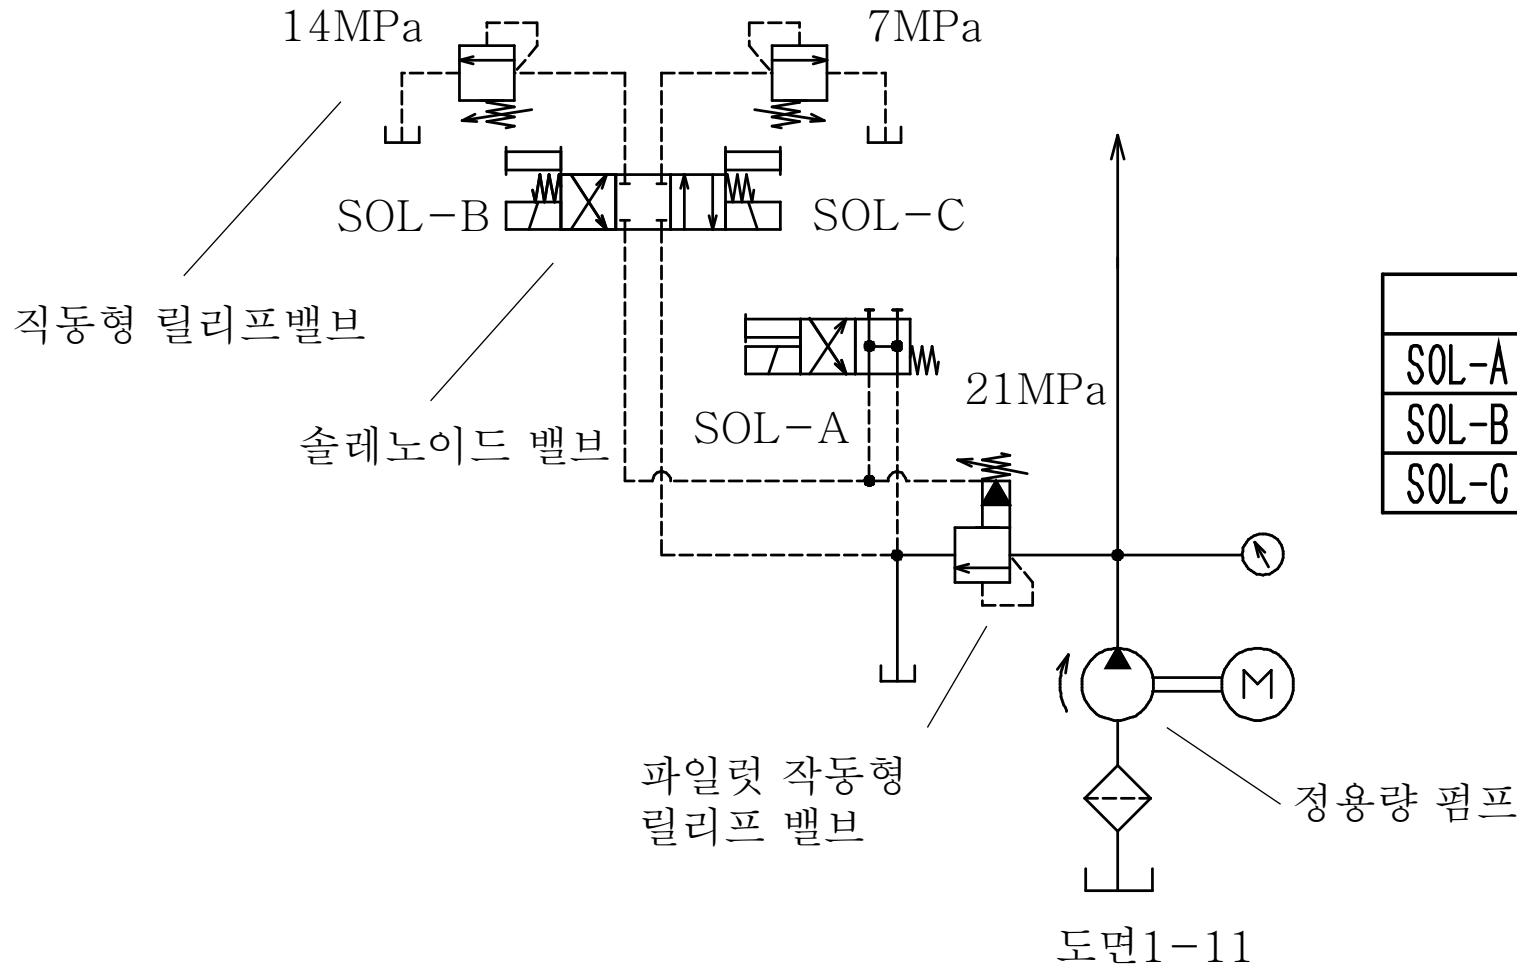 14MPa
7MPa
SOL-B
SOL-C
직동형 릴리프밸브
솔레노이드 밸브
SOL-A
21MPa
SOL-A
SOL-B
SOL-C
M
파일럿 작동형
릴리프 밸브
정용량 펌프
도면1-11